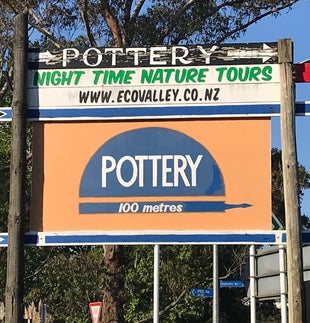 POTTERY
NIGHT TIME NATURE TOURS
WWW.ECOVALLEY.CO.NZ
POTTERY
100 metres